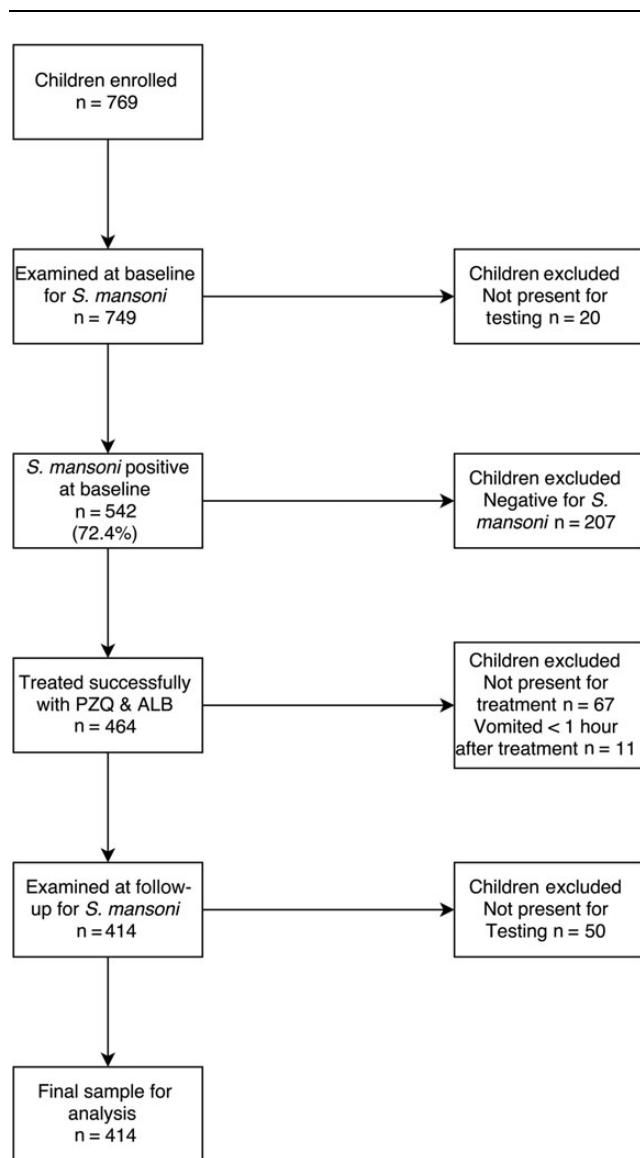 Children enrolled
n = 769
Examined at baseline
for S. mansoni
n = 749
Children excluded
Not present for
testing n = 20
S. mansoni positive
at baseline
n = 542
(72.4%)
Children excluded
Negative for S.
mansoni n = 207
Treated successfully
with PZQ & ALB
n = 464
Children excluded
Not present for
treatment n = 67
Vomited < 1 hour
after treatment n = 11
Examined at follow-
up for S. mansoni
n = 414
Children excluded
Not present for
Testing n = 50
Final sample for
analysis
n = 414